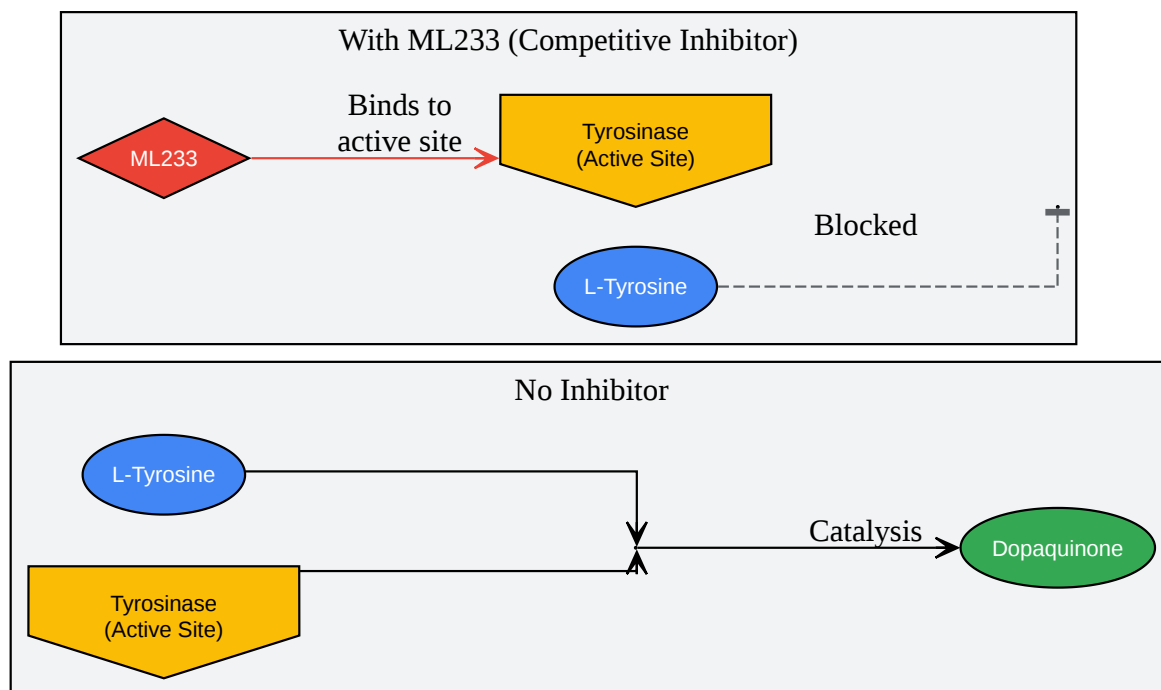 With ML233 (Competitive Inhibitor)
Binds to
active site
ML233
Tyrosinase
(Active Site)
Blocked
L-Tyrosine
No Inhibitor
L-Tyrosine
Catalysis
Dopaquinone
Tyrosinase
(Active Site)